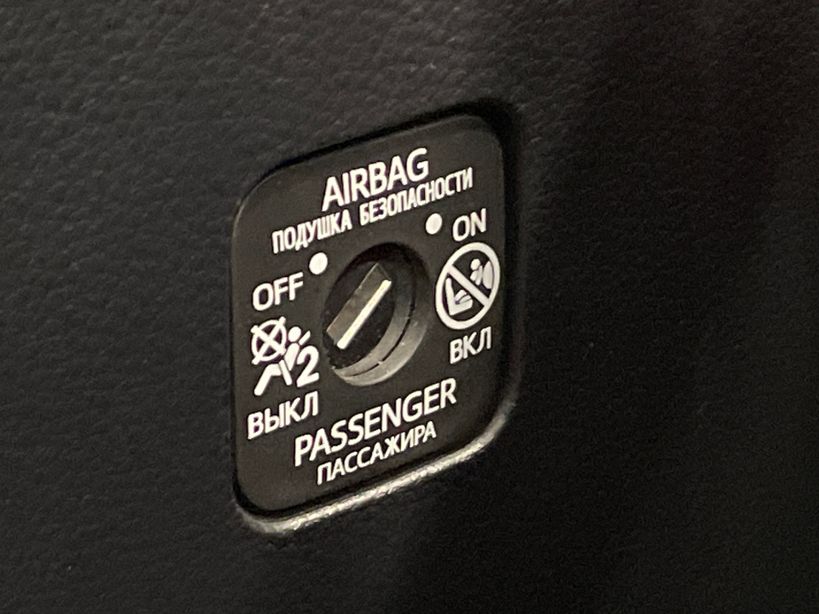 AIRBAG
ПОДУШКА БЕЗОПАСНОСТИ
OFF
ON
2
ВЫКЛ
ВКЛ
PASSENGER
ПАССАЖИРА